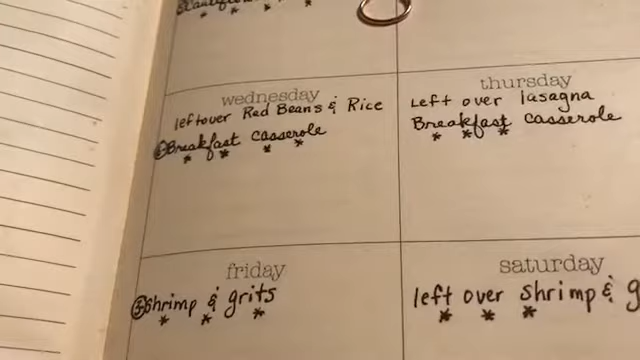 wednesday
leftover Red Beans & Rice
Breakfast casserole
* * * *
thursday
Left over lasagna
Breakfast casserole
* * *
friday
③ Shrimp & grits
* * *
saturday
left over shrimp &
* * *